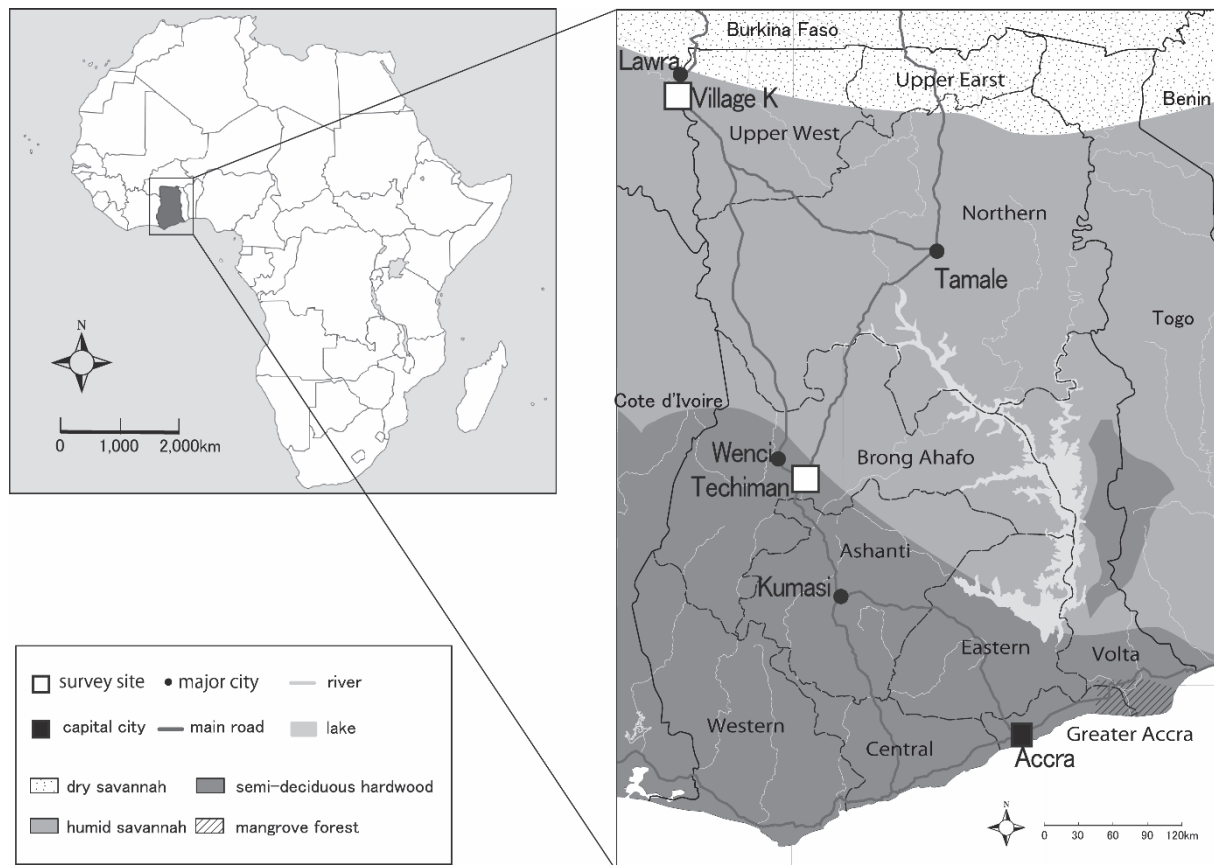 N
0 1,000 2,000km
survey site major city river
capital city main road lake
dry savannah semi-deciduous hardwood
humid savannah mangrove forest
Burkina Faso
Lawra
Upper Earst
Village K
Benin
Upper West
Northern
Tamale
Togo
Cote d'Ivoire
Wenci
Brong Ahafo
Techiman
Ashanti
Kumasi
Eastern
Volta
Western
Central
Greater Accra
Accra
N
0 30 60 90 120km